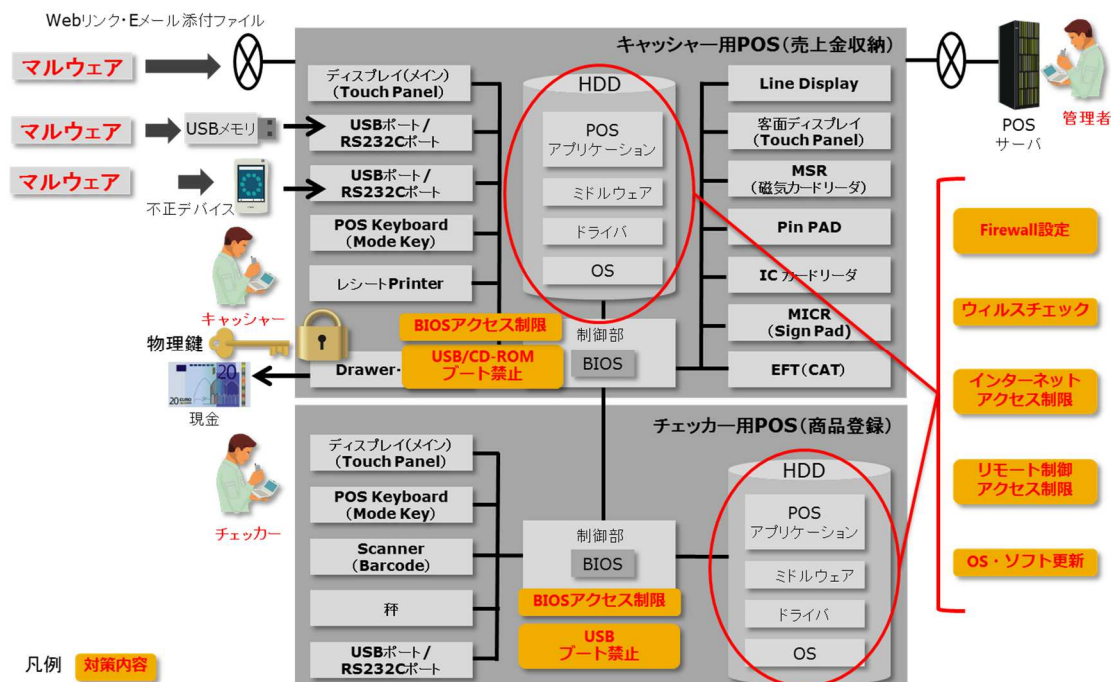 Webリンク・Eメール添付ファイル
マルウェア
マルウェア
USBメモリ
マルウェア
不正デバイス
キャッシャー
物理鍵
現金
20
20 EURO
キャッシャー用POS(売上金収納)
ディスプレイ(メイン)
(Touch Panel)
USBポート/
RS232Cポート
USBポート/
RS232Cポート
POS Keyboard
(Mode Key)
レシートPrinter
Drawer-
HDD
POS
アプリケーション
ミドルウェア
ドライバ
OS
BIOSアクセス制限
USB/CD-ROM
ブート禁止
制御部
BIOS
Line Display
客面ディスプレイ
(Touch Panel)
MSR
(磁気カードリーダ)
Pin PAD
IC カードリーダ
MICR
(Sign Pad)
EFT(CAT)
POS
サーバ
管理者
Firewall設定
ウィルスチェック
インターネット
アクセス制限
リモート制御
アクセス制限
OS・ソフト更新
チェッカー用POS(商品登録)
チェッカー
ディスプレイ(メイン)
(Touch Panel)
POS Keyboard
(Mode Key)
Scanner
(Barcode)
秤
USBポート/
RS232Cポート
制御部
BIOS
BIOSアクセス制限
USB
ブート禁止
HDD
POS
アプリケーション
ミドルウェア
ドライバ
OS
凡例
対策内容